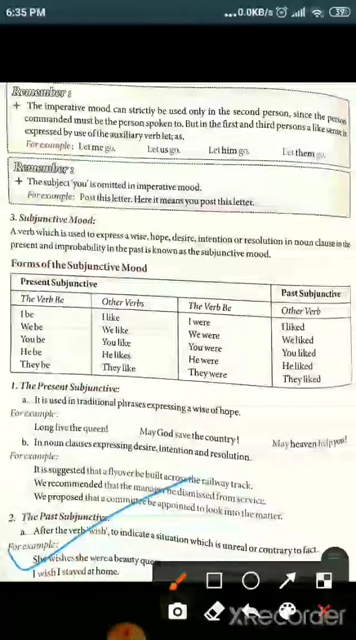 6:35 PM
...0.0KB/s
39
Remember :
+ The imperative mood can strictly be used only in the second person, since the person
commanded must be the person spoken to. But in the first and third persons a like sense is
expressed by use of the auxiliary verb let; as,
For example : Let me go. Let us go. Let him go. Let them go.
Remember :
+ The subject 'you' is omitted in imperative mood.
For example : Post this letter. Here it means you post this letter.
3. Subjunctive Mood:
A verb which is used to express a wise, hope, desire, intention or resolution in noun clause in the
present and improbability in the past is known as the subjunctive mood.
Forms of the Subjunctive Mood
Present Subjunctive Past Subjunctive
The Verb Be Other Verbs The Verb Be Other Verb
I be I like I were I liked
We be We like We were We liked
You be You like You were You liked
He be He likes He were He liked
They be They like They were They liked
1. The Present Subjunctive:
a. It is used in traditional phrases expressing a wise of hope.
For example:
Long live the queen! May God save the country! May heaven help you!
b. In noun clauses expressing desire, intention and resolution.
For example:
It is suggested that a flyover be built across the railway track.
We recommended that the manager be dismissed from service.
We proposed that a committee be appointed to look into the matter.
2. The Past Subjunctive:
a. After the verb 'wish', to indicate a situation which is unreal or contrary to fact.
For example:
She wishes she were a beauty queen
I wish I stayed at home.
XRECORDER